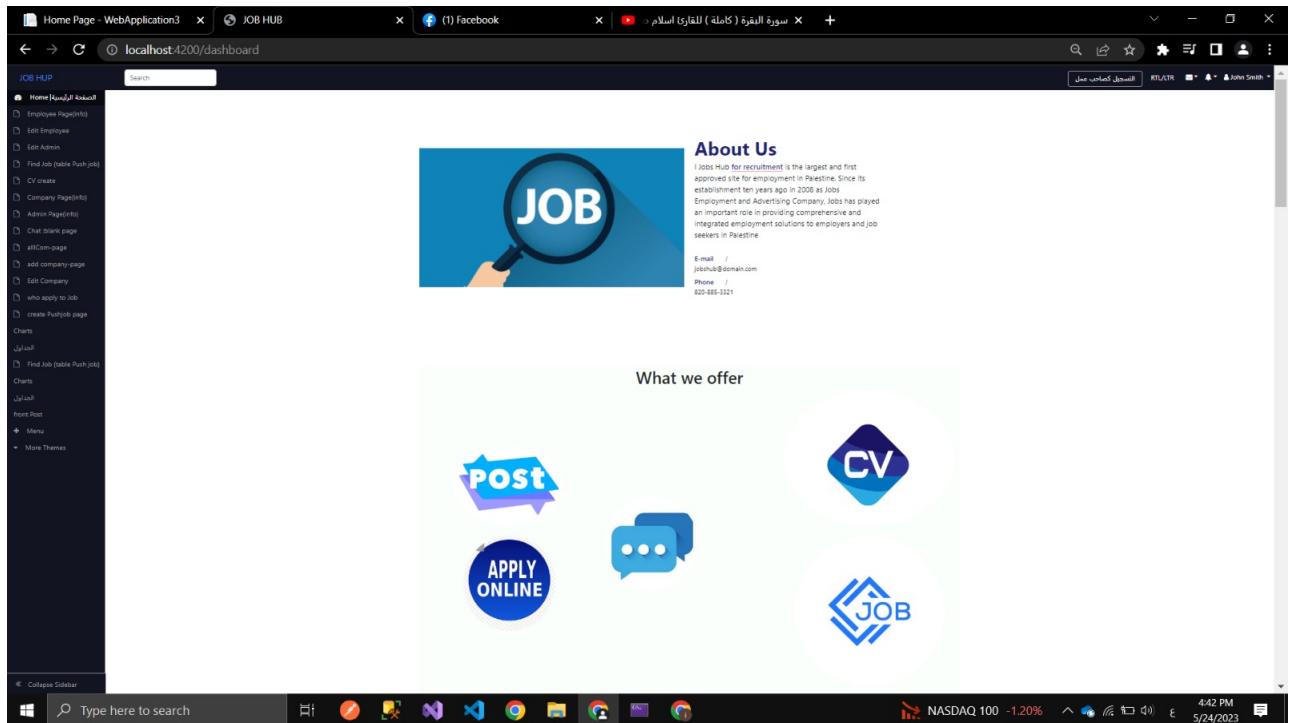 Home Page - WebApplication3
JOB HUB
(1) Facebook
سورة البقرة ( كاملة ) للقارئ اسلام
localhost:4200/dashboard
JOB HUP
Search
التسجيل كصاحب عمل
RTL/LTR
John Smith
الصفحة الرئيسية| Home
Employee Page(info)
Edit Employee
Edit Admin
Find Job (table Push job)
CV create
Company Page(info)
Admin Page(info)
Chat blank page
allCom-page
add company-page
Edit Company
who apply to Job
create Pushjob page
Charts
الجداول
Find Job (table Push job)
Charts
الجداول
front Post
Menu
More Themes
Collapse Sidebar
JOB
About Us
I Jobs Hub for recruitment is the largest and first
approved site for employment in Palestine. Since its
establishment ten years ago in 2008 as Jobs
Employment and Advertising Company, Jobs has played
an important role in providing comprehensive and
integrated employment solutions to employers and job
seekers in Palestine
E-mail /
jobshub@domain.com
Phone /
820-885-3321
What we offer
POST
CV
APPLY
ONLINE
JOB
Type here to search
NASDAQ 100 -1.20%
ع
4:42 PM
5/24/2023